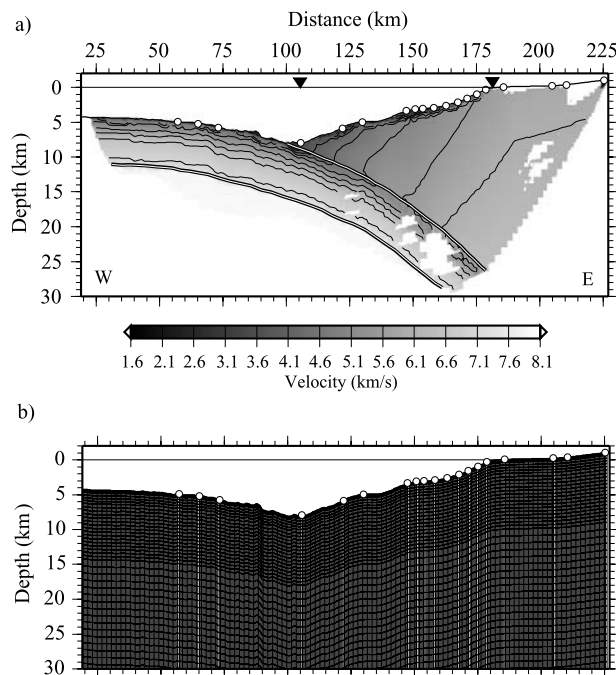 a)
Distance (km)
25 50 75 100 125 150 175 200 225
0
5
10
15
20
25
30
Depth (km)
W E
1.6 2.1 2.6 3.1 3.6 4.1 4.6 5.1 5.6 6.1 6.6 7.1 7.6 8.1
Velocity (km/s)
b)
0
5
10
15
20
25
30
Depth (km)